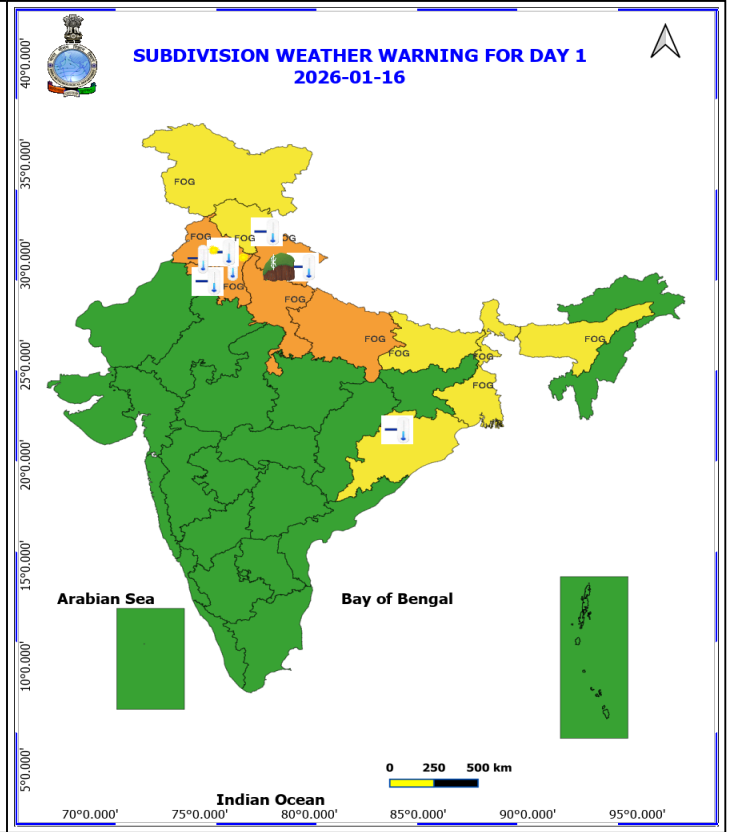 SUBDIVISION WEATHER WARNING FOR DAY 1
2026-01-16
40°0.000'
35°0.000'
30°0.000'
25°0.000'
20°0.000'
15°0.000'
10°0.000'
5°0.000'
FOG
FOG
FOG
FOG
FOG
FOG
FOG
FOG
FOG
FOG
Arabian Sea
Bay of Bengal
0 250 500 km
Indian Ocean
70°0.000' 75°0.000' 80°0.000' 85°0.000' 90°0.000' 95°0.000'